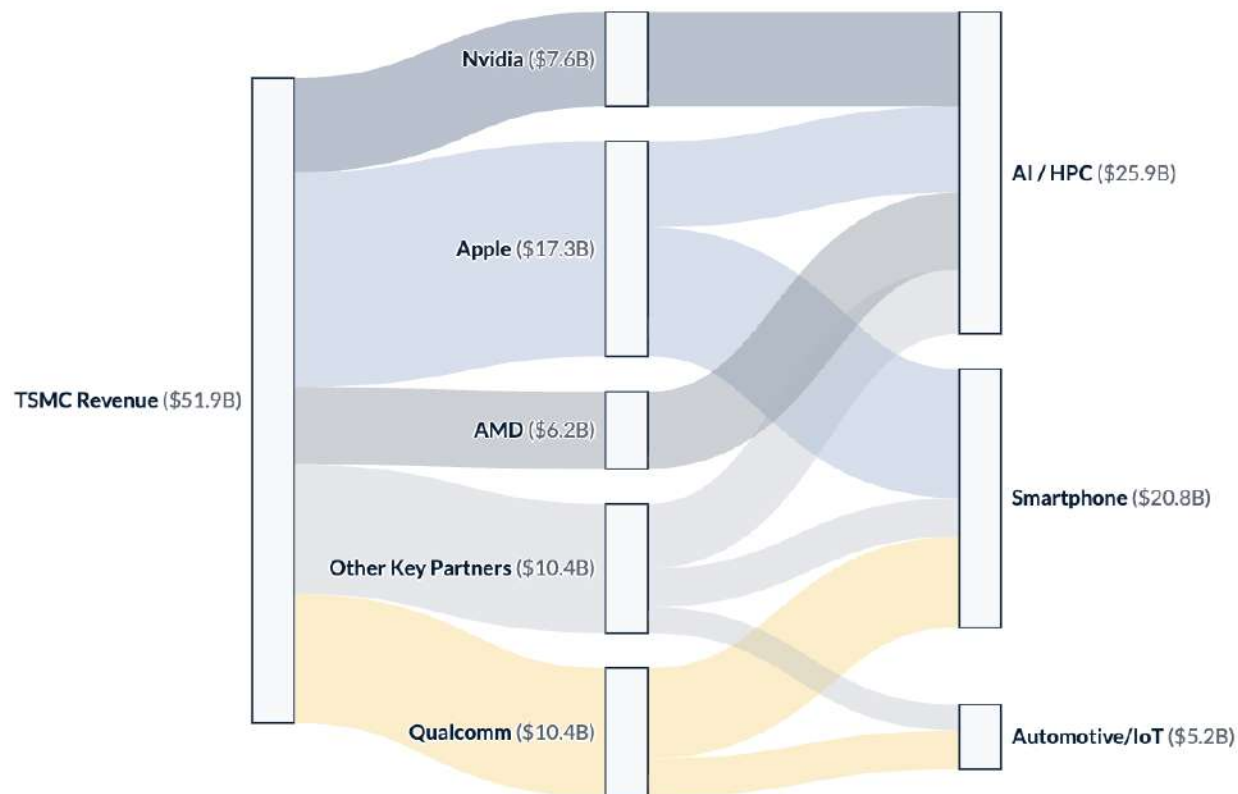 Nvidia ($7.6B)
AI / HPC ($25.9B)
Apple ($17.3B)
TSMC Revenue ($51.9B)
AMD ($6.2B)
Smartphone ($20.8B)
Other Key Partners ($10.4B)
Qualcomm ($10.4B)
Automotive/IoT ($5.2B)